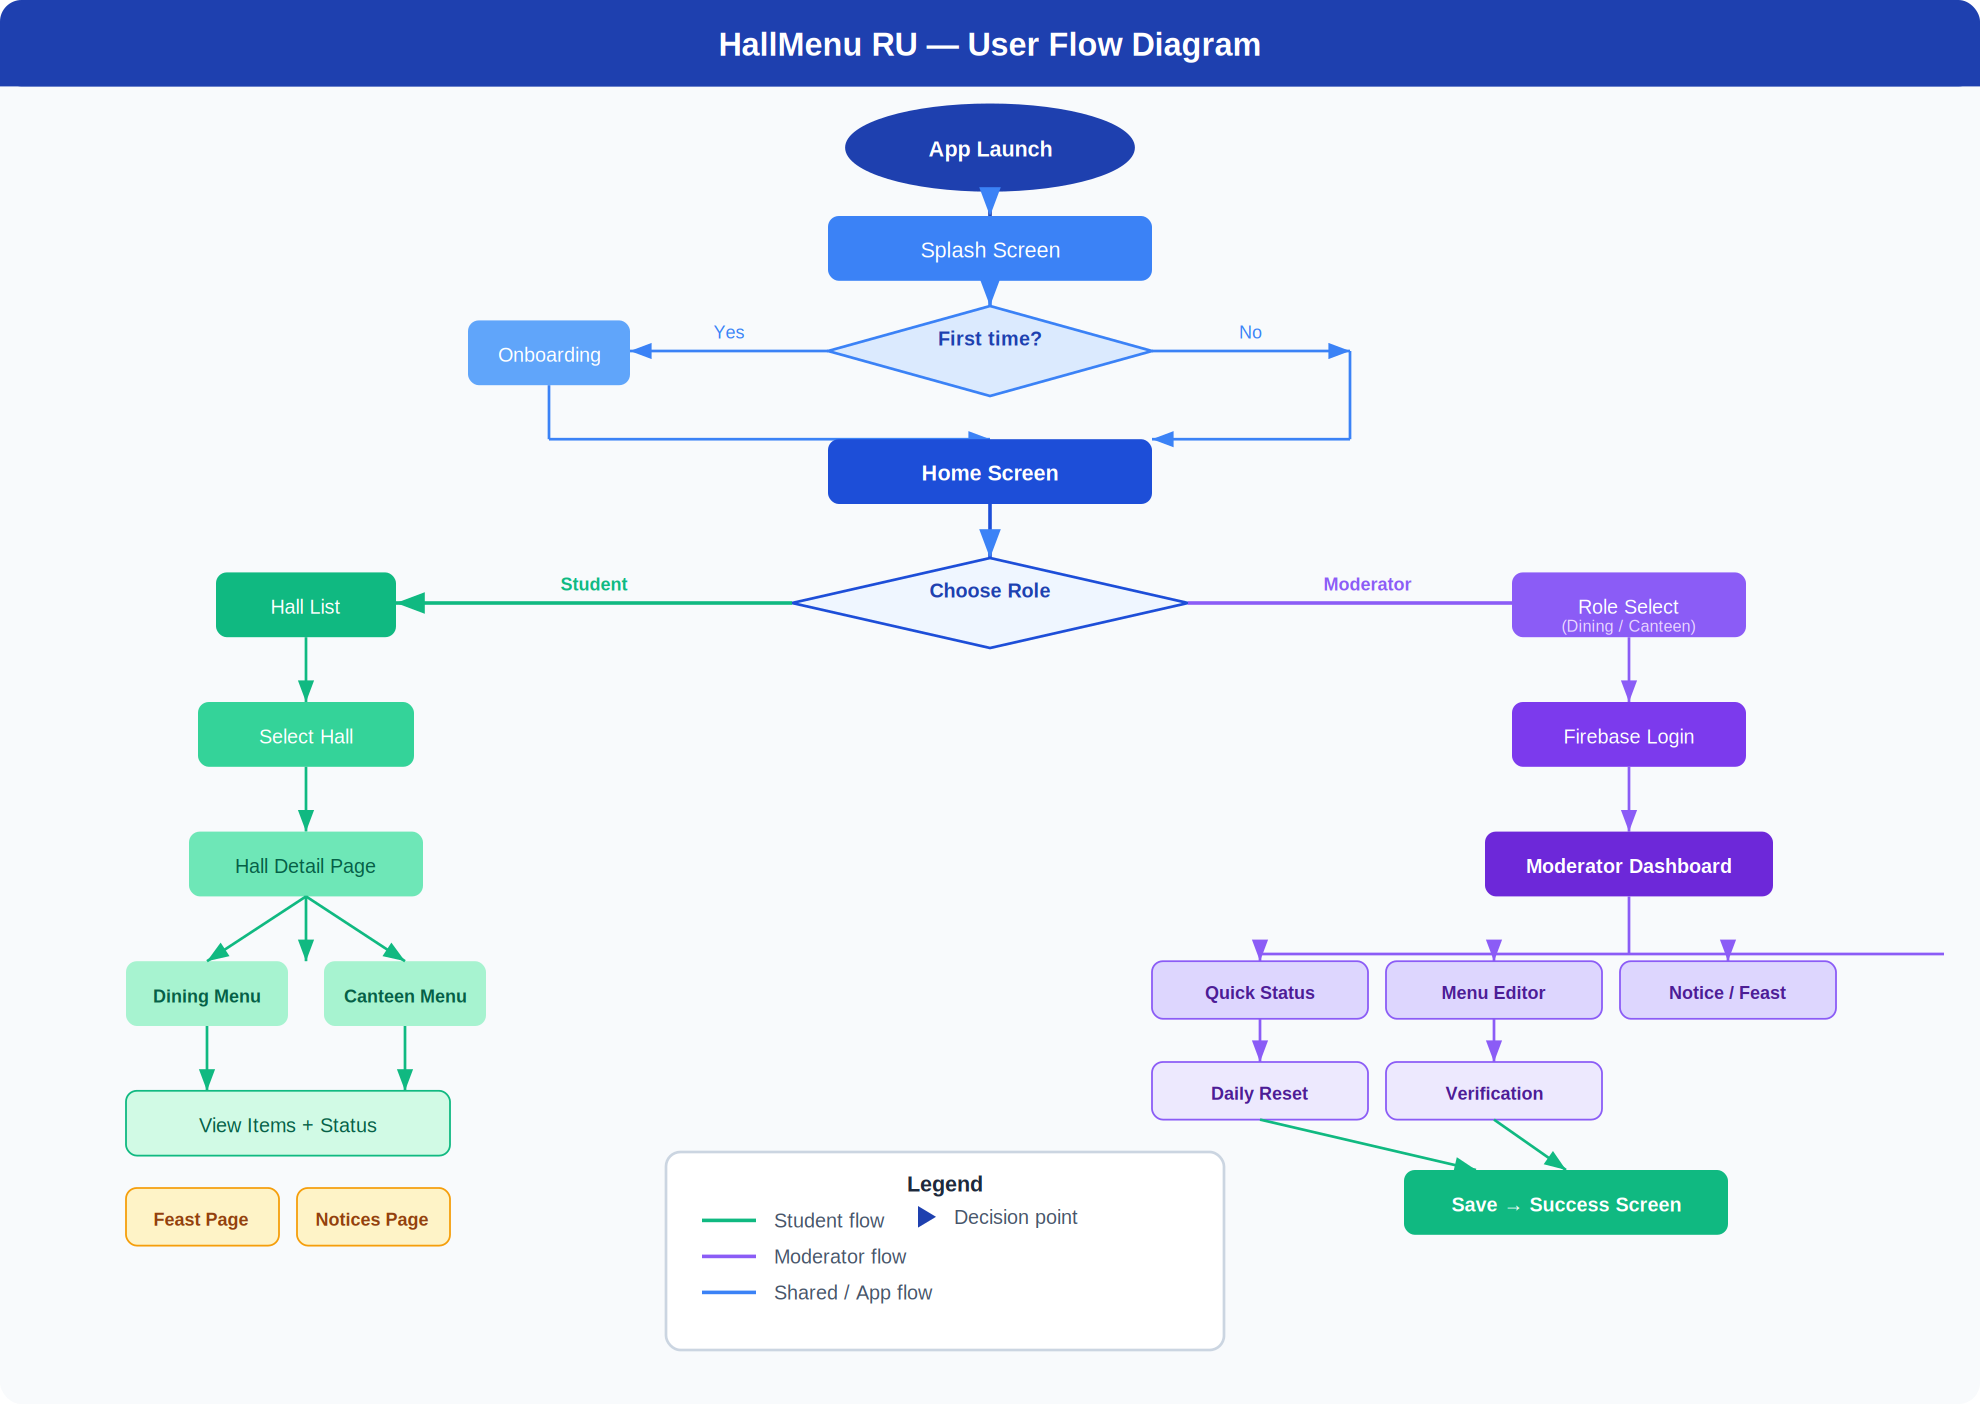 HallMenu RU — User Flow Diagram
App Launch
Splash Screen
First time?
Yes
No
Onboarding
Home Screen
Choose Role
Student
Moderator
Hall List
Role Select
(Dining / Canteen)
Select Hall
Firebase Login
Hall Detail Page
Moderator Dashboard
Dining Menu
Canteen Menu
Quick Status
Menu Editor
Notice / Feast
Daily Reset
Verification
View Items + Status
Feast Page
Notices Page
Save → Success Screen
Legend
Student flow
Decision point
Moderator flow
Shared / App flow